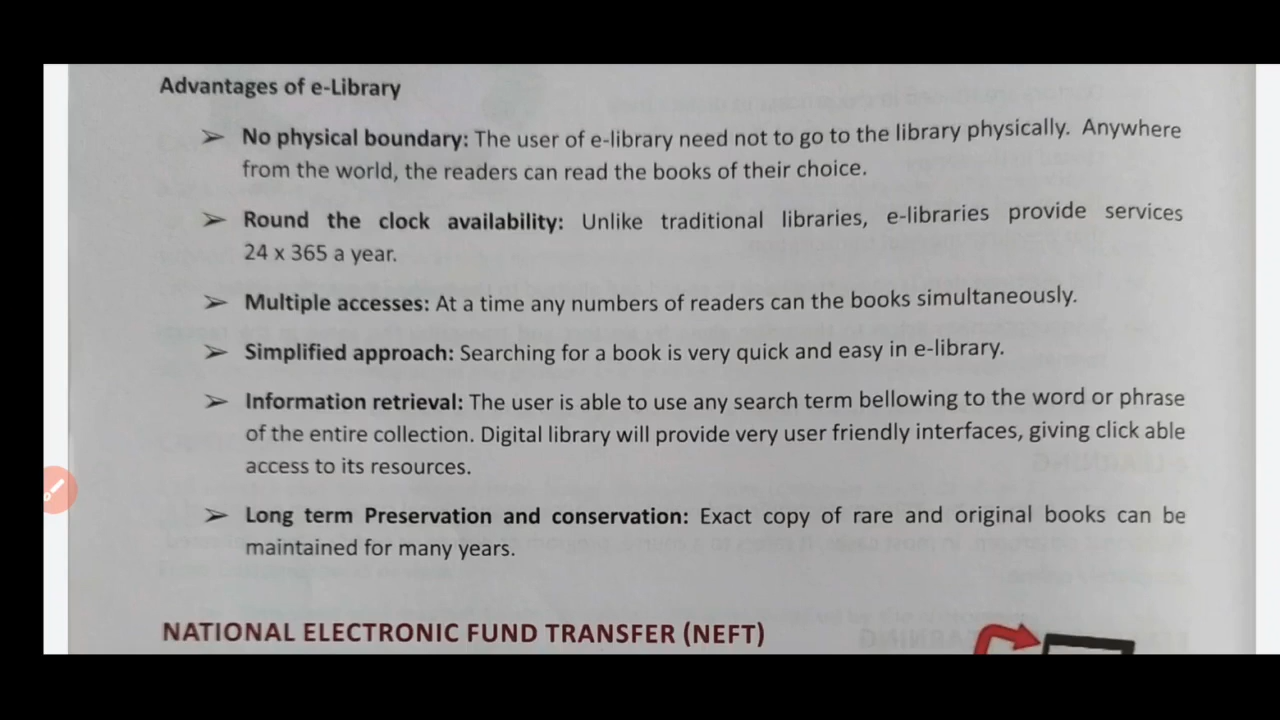 Advantages of e-Library
➢ No physical boundary: The user of e-library need not to go to the library physically. Anywhere
from the world, the readers can read the books of their choice.
➢ Round the clock availability: Unlike traditional libraries, e-libraries provide services
24 x 365 a year.
➢ Multiple accesses: At a time any numbers of readers can the books simultaneously.
➢ Simplified approach: Searching for a book is very quick and easy in e-library.
➢ Information retrieval: The user is able to use any search term bellowing to the word or phrase
of the entire collection. Digital library will provide very user friendly interfaces, giving click able
access to its resources.
➢ Long term Preservation and conservation: Exact copy of rare and original books can be
maintained for many years.
NATIONAL ELECTRONIC FUND TRANSFER (NEFT)